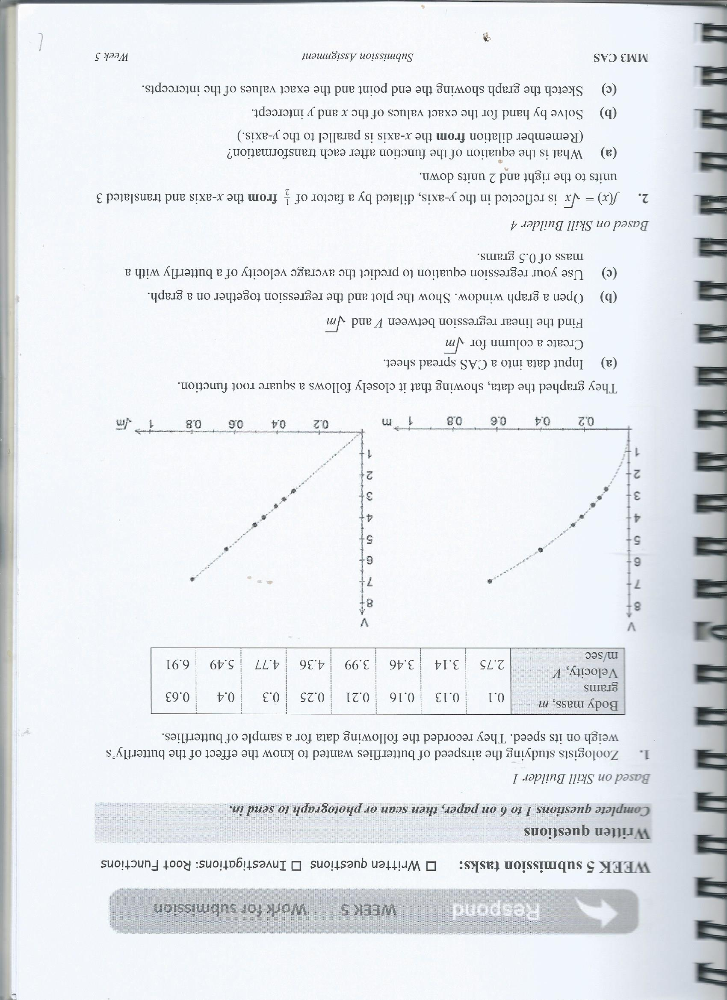 Respond WEEK 5 Work for submission
WEEK 5 submission tasks: □ Written questions □ Investigations: Root Functions
Written questions
Complete questions 1 to 6 on paper, then scan or photograph to send in.
Based on Skill Builder 1
1. Zoologists studying the airspeed of butterflies wanted to know the effect of the butterfly's
weigh on its speed. They recorded the following data for a sample of butterflies.
Body mass, m
grams
0.1 0.13 0.16 0.21 0.25 0.3 0.4 0.63
Velocity, V
m/sec
2.75 3.14 3.46 3.99 4.36 4.77 5.49 6.91
V
8
7
6
5
4
3
2
1
0.2 0.4 0.6 0.8 1 m
V
8
7
6
5
4
3
2
1
0.2 0.4 0.6 0.8 1 √m
They graphed the data, showing that it closely follows a square root function.
(a) Input data into a CAS spread sheet.
Create a column for √m
Find the linear regression between V and √m
(b) Open a graph window. Show the plot and the regression together on a graph.
(c) Use your regression equation to predict the average velocity of a butterfly with a
mass of 0.5 grams.
Based on Skill Builder 4
2. f(x) = √x is reflected in the y-axis, dilated by a factor of 1/2 from the x-axis and translated 3
units to the right and 2 units down.
(a) What is the equation of the function after each transformation?
(Remember dilation from the x-axis is parallel to the y-axis.)
(b) Solve by hand for the exact values of the x and y intercept.
(c) Sketch the graph showing the end point and the exact values of the intercepts.
MM3 CAS Submission Assignment Week 5